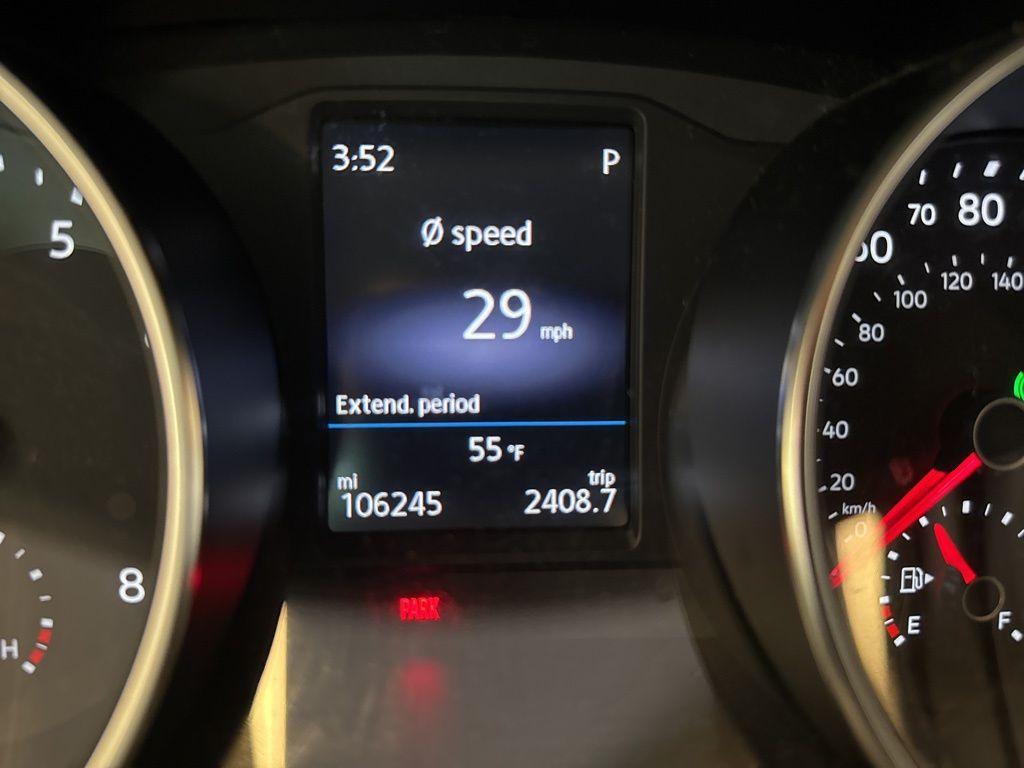 3:52 P
Ø speed
29 mph
Extend. period
55 °F
mi trip
106245 2408.7
PARK
5
8
H
70 80
100 120 140
80
60
40
20
km/h
0
E F